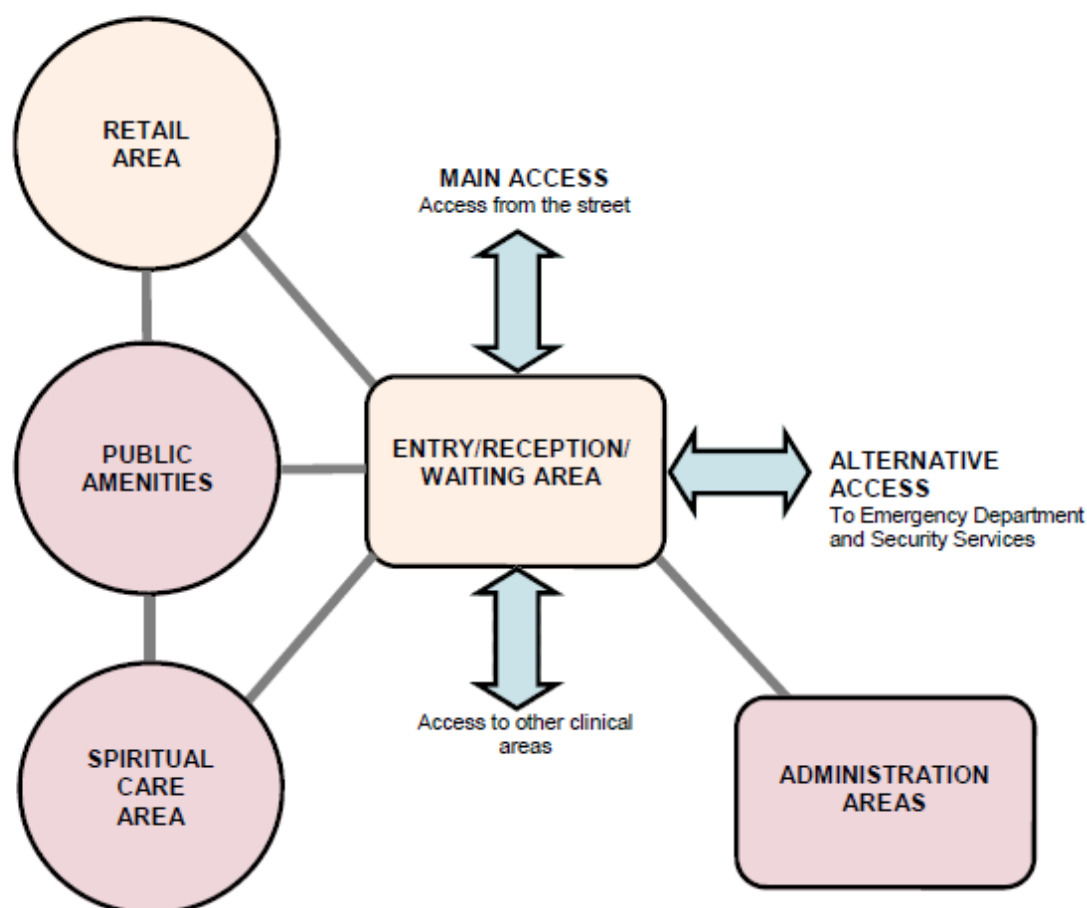 RETAIL
AREA
MAIN ACCESS
Access from the street
PUBLIC
AMENITIES
ENTRY/RECEPTION/
WAITING AREA
ALTERNATIVE
ACCESS
To Emergency Department
and Security Services
Access to other clinical
areas
SPIRITUAL
CARE
AREA
ADMINISTRATION
AREAS